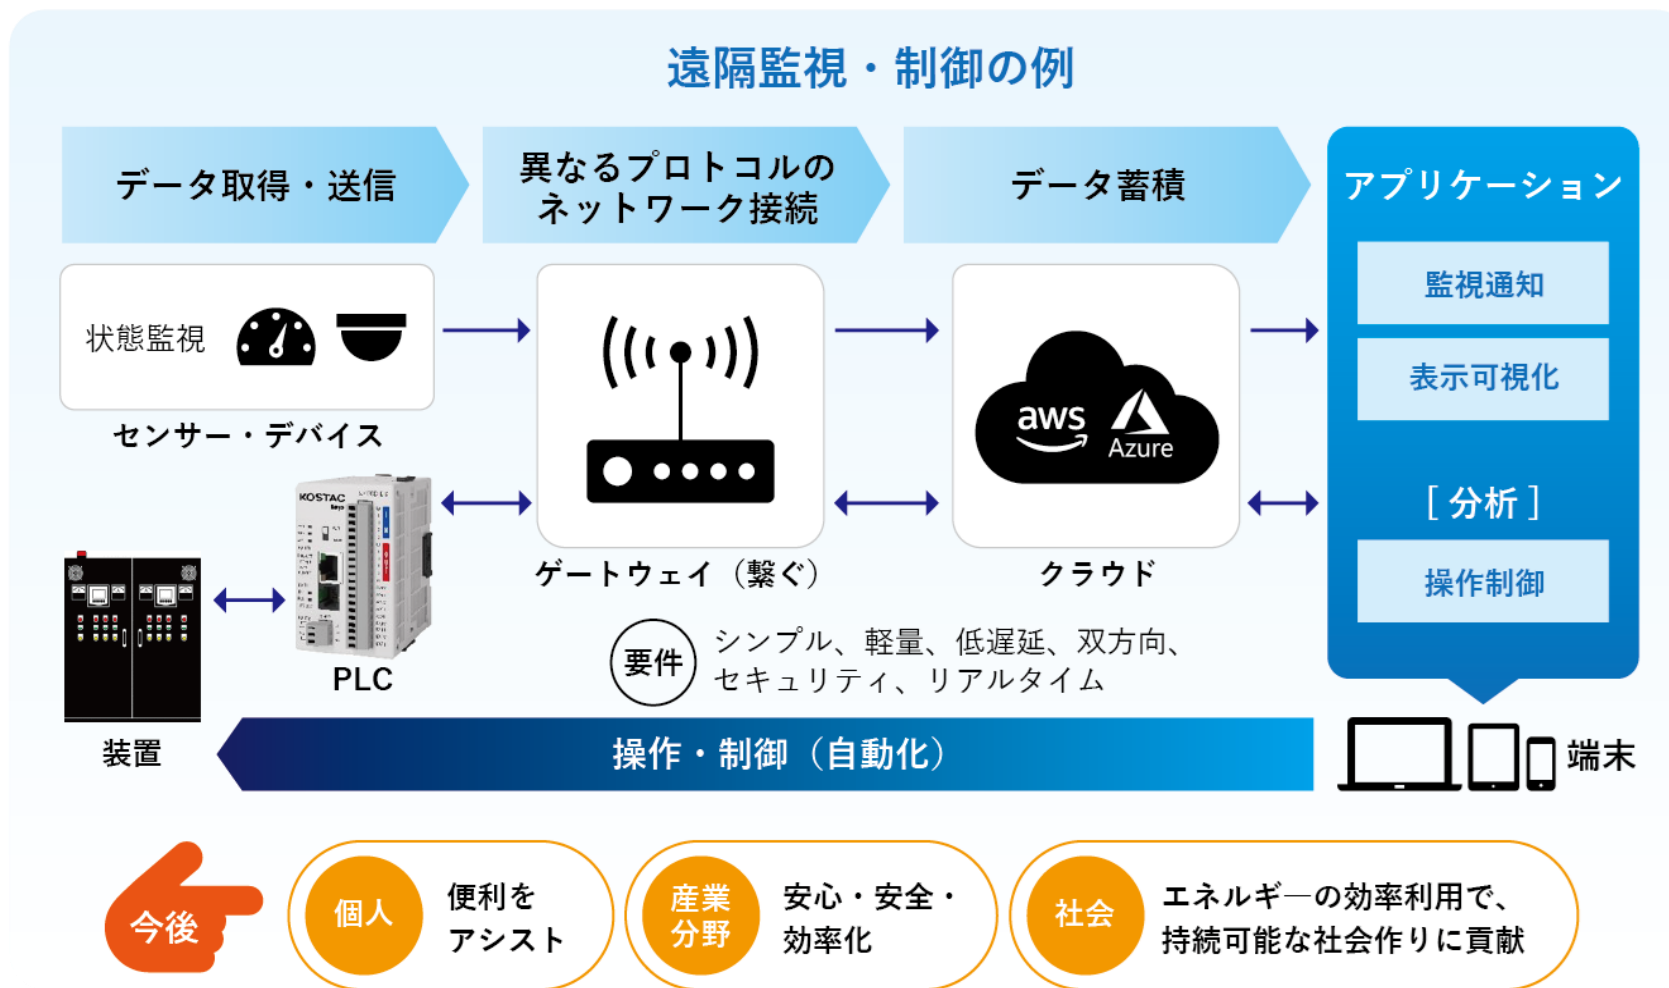 遠隔監視・制御の例
データ取得・送信
異なるプロトコルの
ネットワーク接続
データ蓄積
アプリケーション
状態監視
センサー・デバイス
aws
Azure
監視通知
表示可視化
[ 分析 ]
操作制御
KOSTAC
PLC
ゲートウェイ（繋ぐ）
クラウド
要件
シンプル、軽量、低遅延、双方向、
セキュリティ、リアルタイム
装置
操作・制御（自動化）
端末
今後
個人
便利を
アシスト
産業
分野
安心・安全・
効率化
社会
エネルギ―の効率利用で、
持続可能な社会作りに貢献